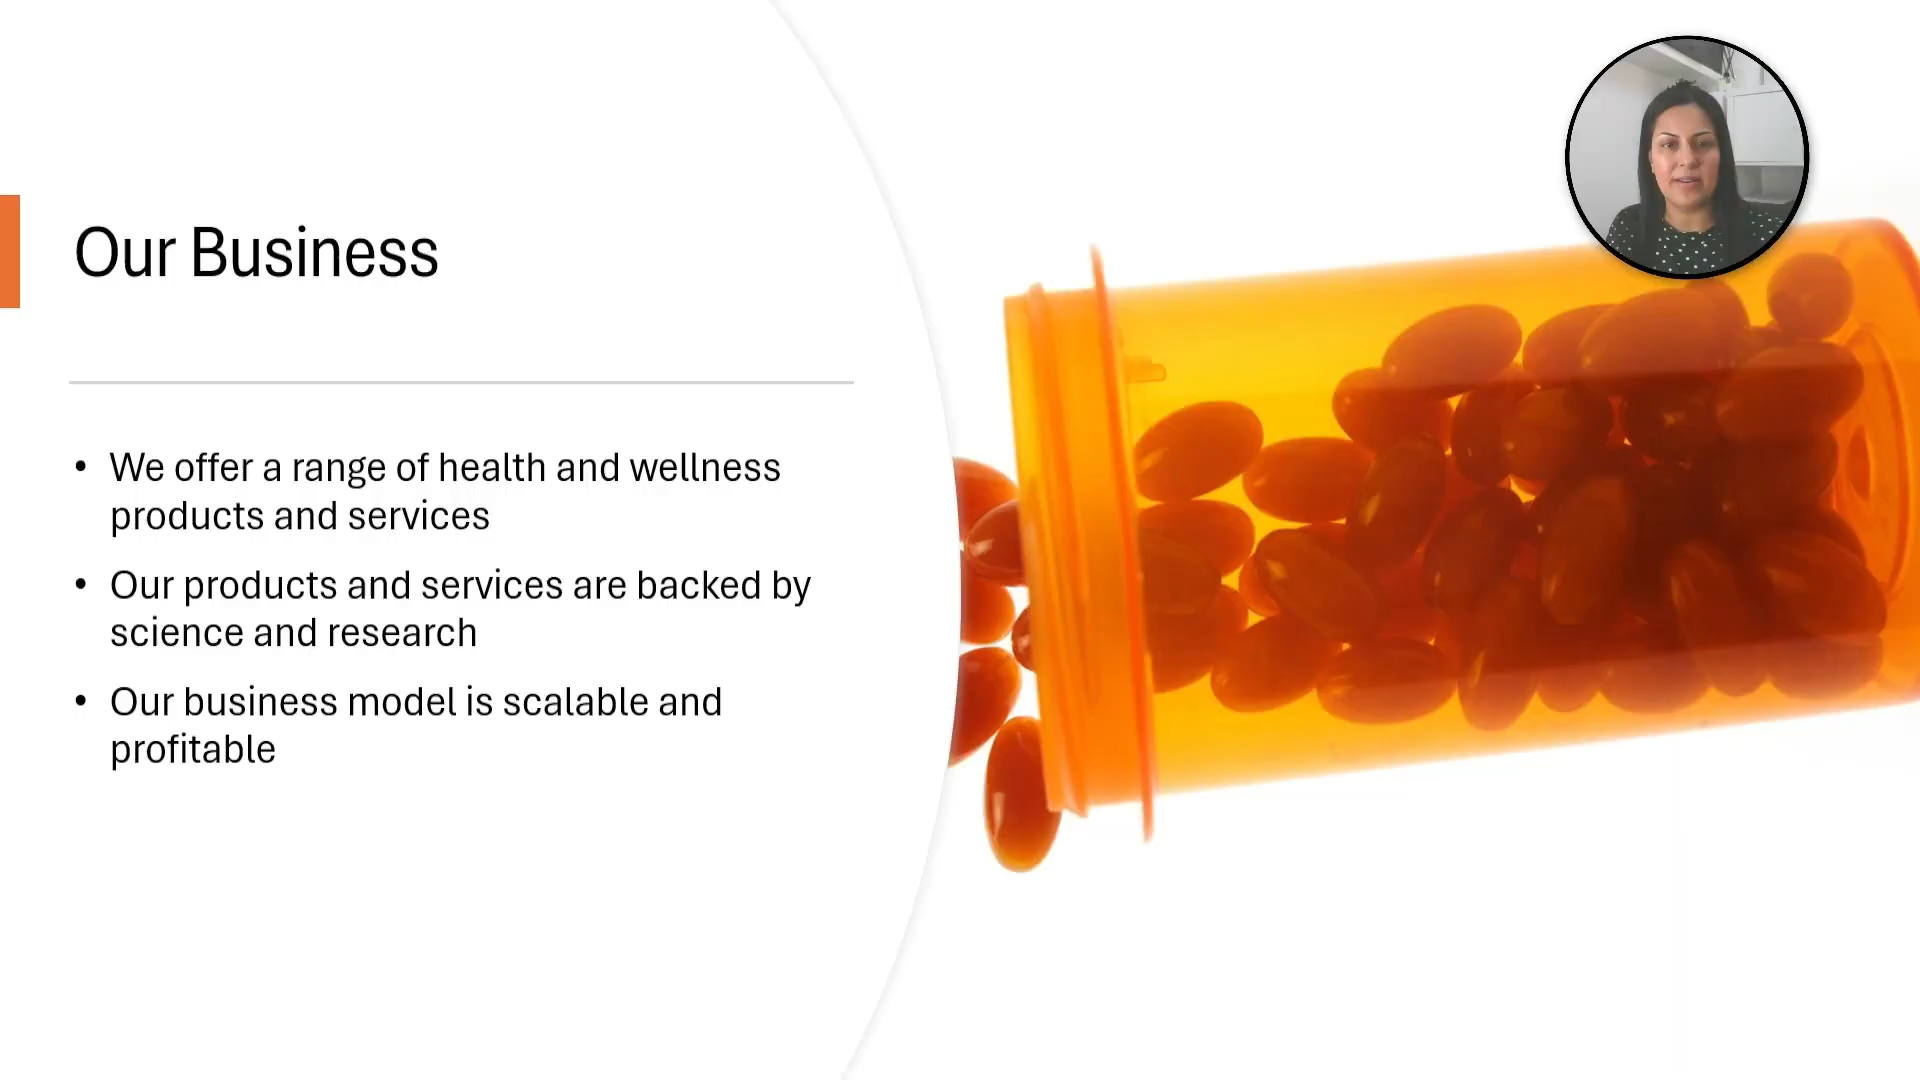 Our Business
• We offer a range of health and wellness
products and services
• Our products and services are backed by
science and research
• Our business model is scalable and
profitable